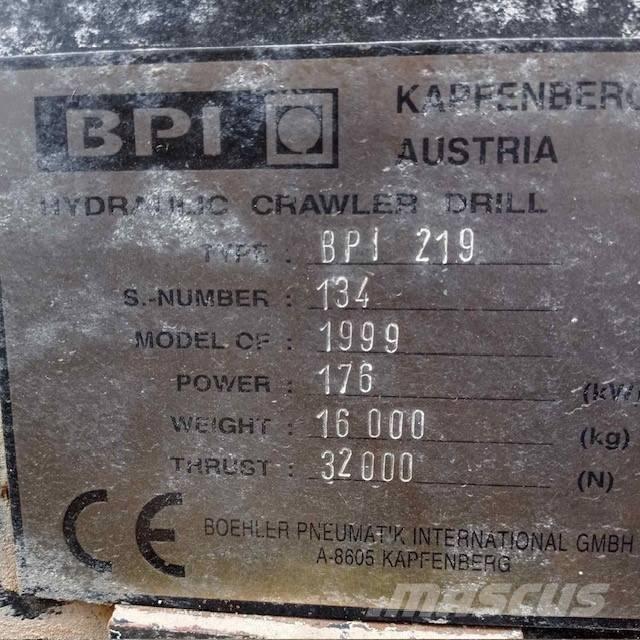 BPI KAPFENBERG
AUSTRIA
HYDRAULIC CRAWLER DRILL
TYPE : BPI 219
S.-NUMBER : 134
MODEL OF : 1999
POWER : 176 (kW)
WEIGHT : 16 000 (kg)
THRUST : 32000 (N)
CE
BOEHLER PNEUMATIK INTERNATIONAL GMBH
A-8605 KAPFENBERG
mascus